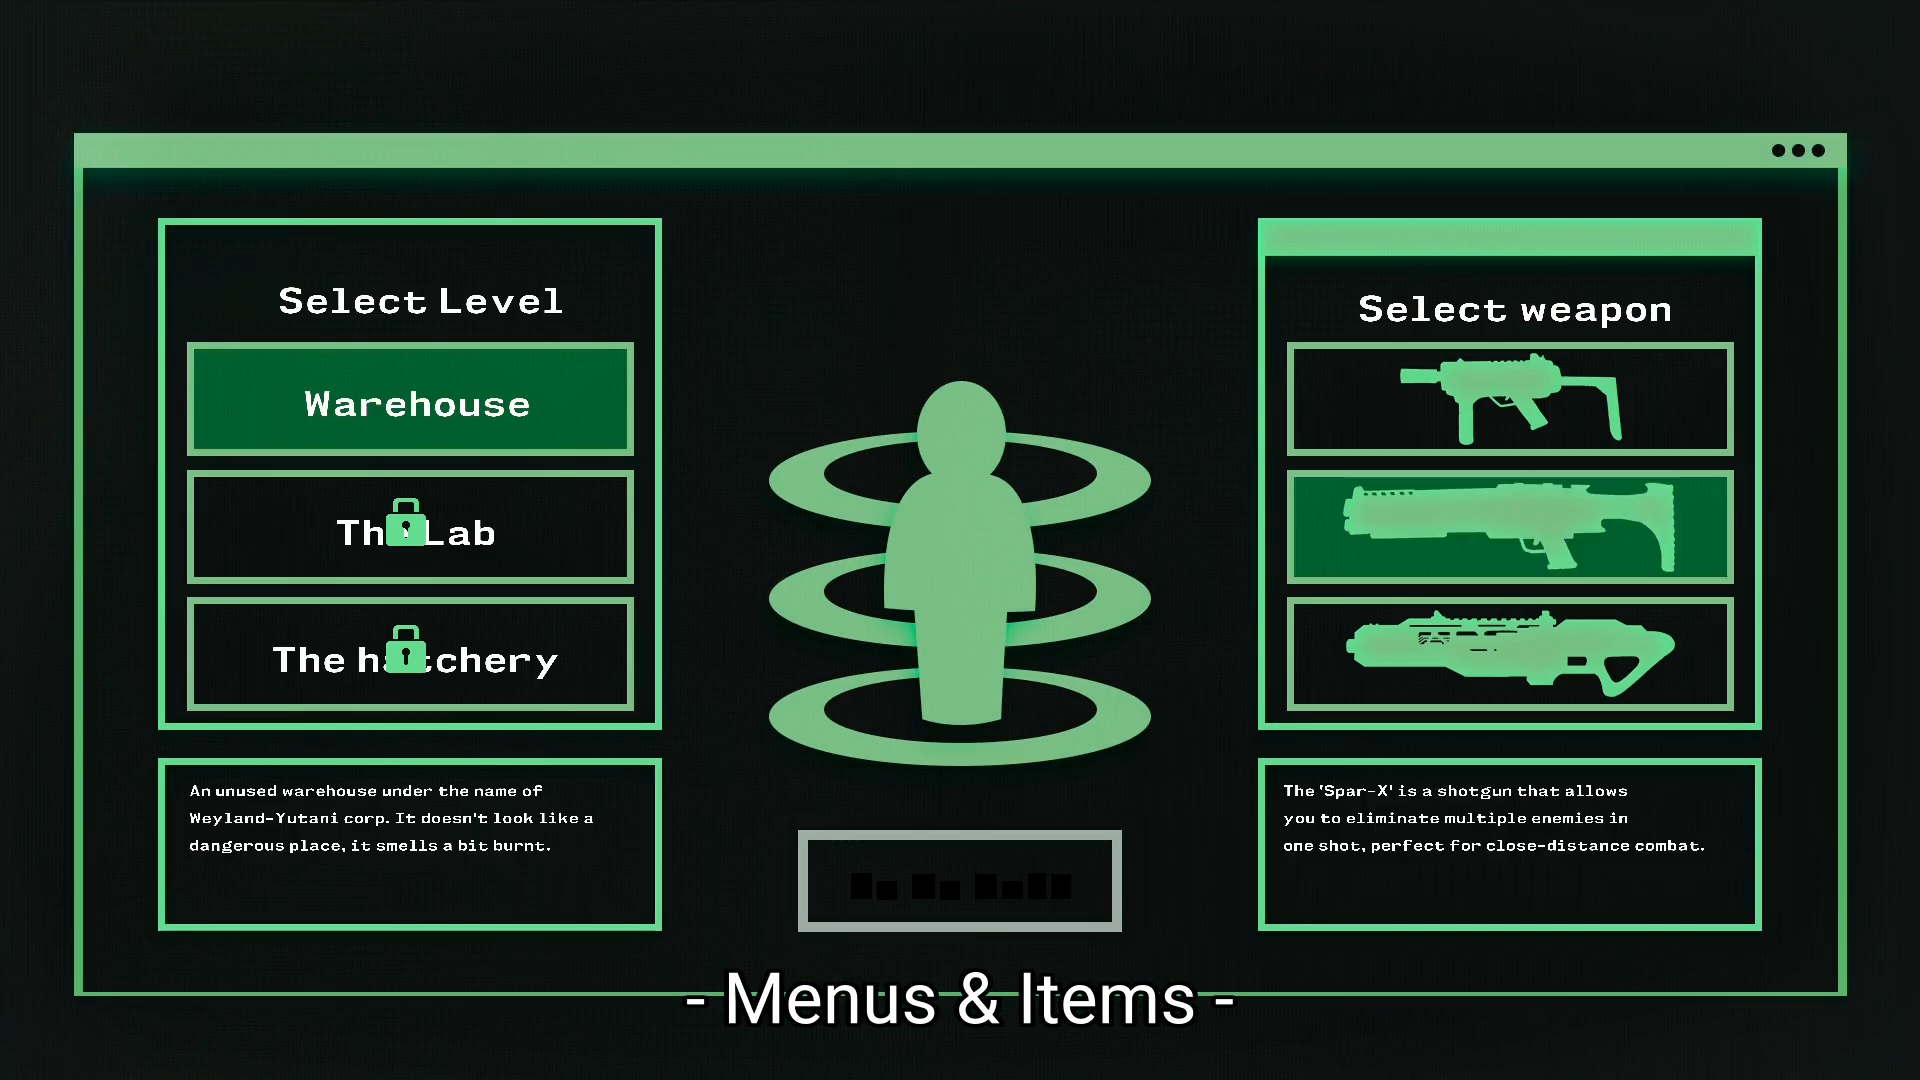 Select Level
Warehouse
Lab
The
An unused warehouse under the name of
Weyland-Yutani corp. It doesn't look like a
dangerous place, it smells a bit burnt.
Select weapon
The 'Spar-X' is a shotgun that allows
you to eliminate multiple enemies in
one shot, perfect for close-distance combat.
- Menus & Items -